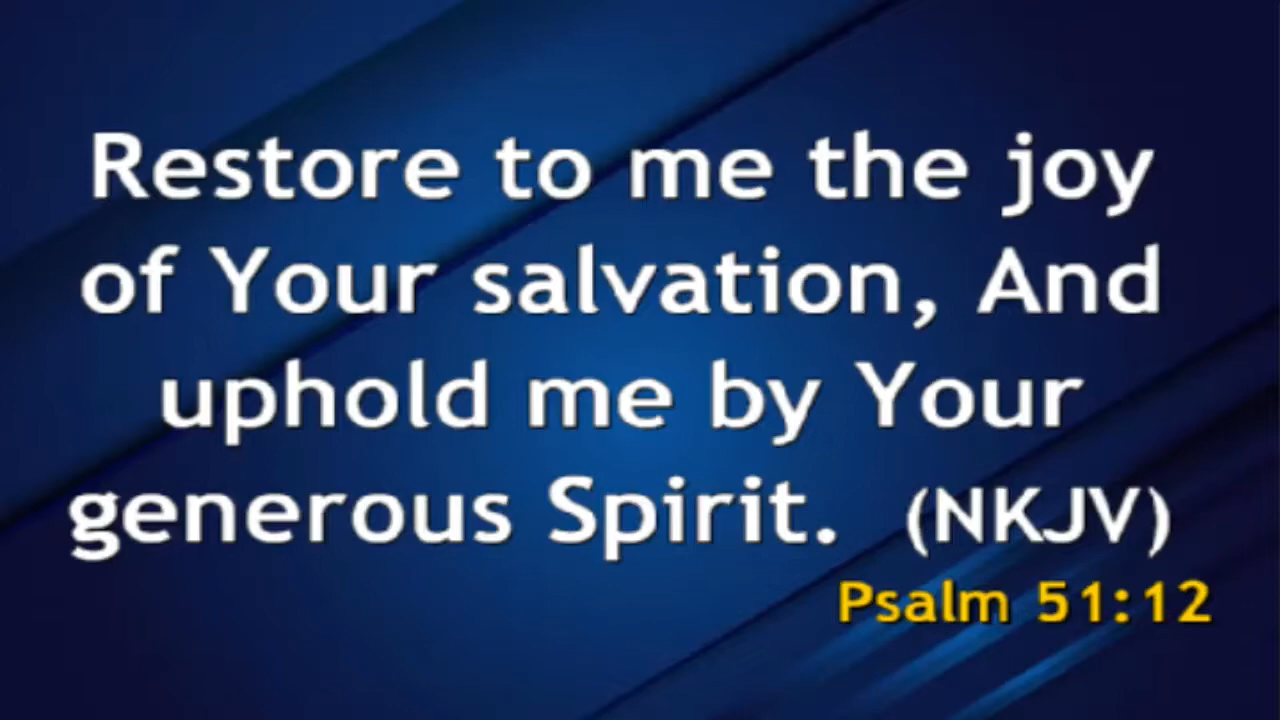 Restore to me the joy
of Your salvation, And
uphold me by Your
generous Spirit. (NKJV)
Psalm 51:12